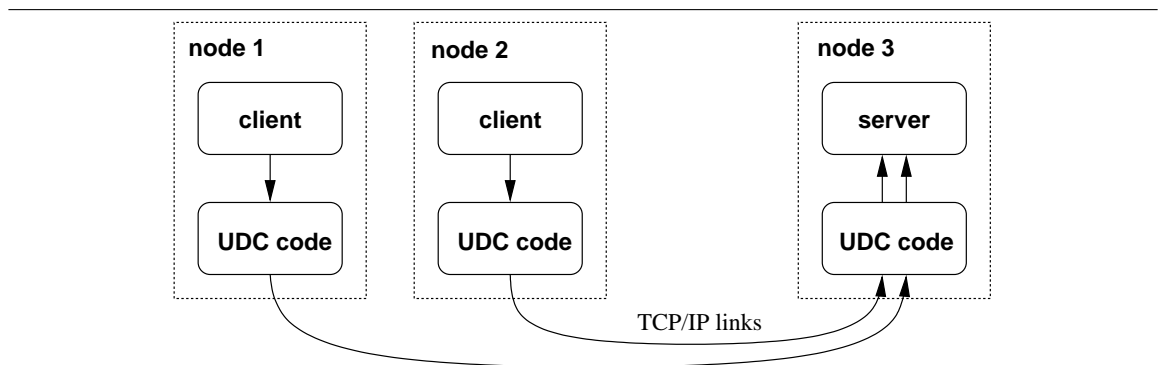 node 1
node 2
node 3
client
client
server
UDC code
UDC code
UDC code
TCP/IP links